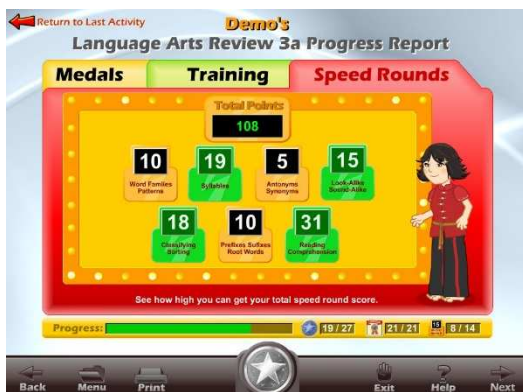 Return to Last Activity
Demo's
Language Arts Review 3a Progress Report
Medals
Training
Speed Rounds
Total Points
108
10
Word Families
Patterns
19
Syllables
5
Antonyms
Synonyms
15
Look-Alike
Sound-Alike
18
Classifying
Sorting
10
Prefixes Sufixes
Root Words
31
Reading
Comprehension
See how high you can get your total speed round score.
Progress:
19 / 27
21 / 21
15
8 / 14
Back
Menu
Print
Exit
Help
Next